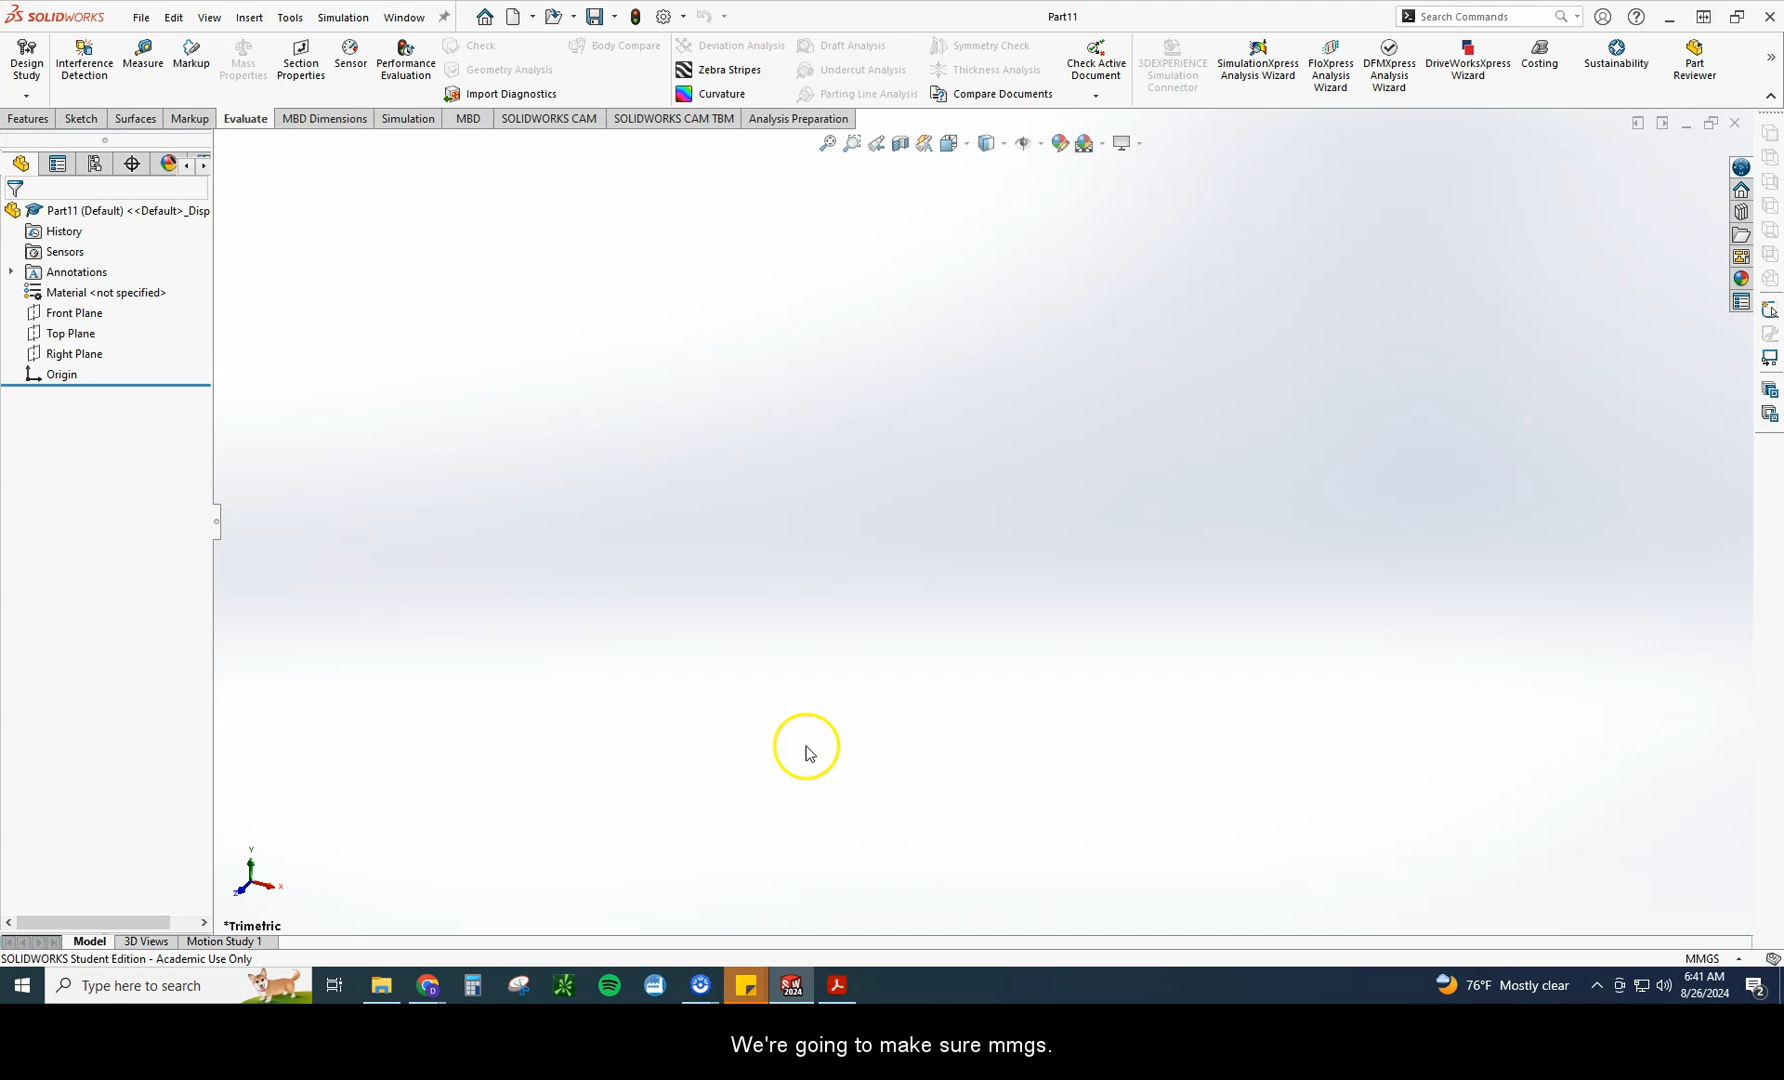 SOLIDWORKS File Edit View Insert Tools Simulation Window Part11 Search Commands
Design Study
Interference Detection
Measure
Markup
Mass Properties
Section Properties
Sensor
Performance Evaluation
Check
Geometry Analysis
Import Diagnostics
Body Compare
Deviation Analysis
Zebra Stripes
Curvature
Draft Analysis
Undercut Analysis
Parting Line Analysis
Symmetry Check
Thickness Analysis
Compare Documents
Check Active Document
3DEXPERIENCE Simulation Connector
SimulationXpress Analysis Wizard
FloXpress Analysis Wizard
DFMXpress Analysis Wizard
DriveWorksXpress Wizard
Costing
Sustainability
Part Reviewer
Features Sketch Surfaces Markup Evaluate MBD Dimensions Simulation MBD SOLIDWORKS CAM SOLIDWORKS CAM TBM Analysis Preparation
Part11 (Default) <<Default>_Disp
History
Sensors
A Annotations
Material <not specified>
Front Plane
Top Plane
Right Plane
Origin
Y
X
Z
*Trimetric
Model 3D Views Motion Study 1
SOLIDWORKS Student Edition - Academic Use Only MMGS
Type here to search
SW 2024
76°F Mostly clear
6:41 AM
8/26/2024
2
We're going to make sure mmgs.